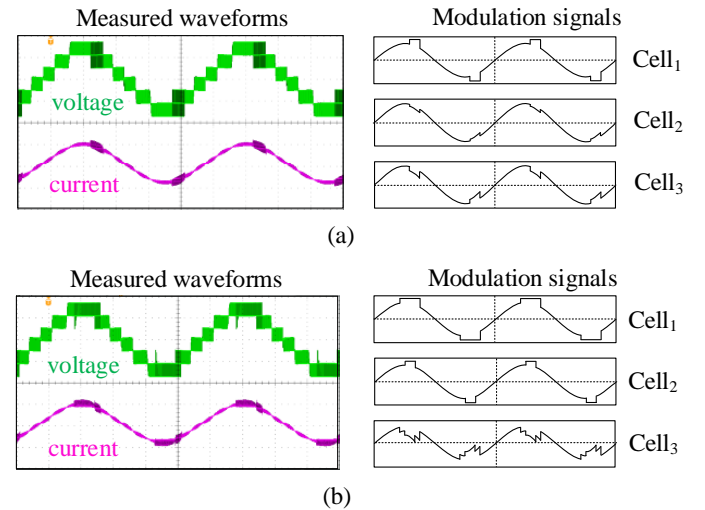 Measured waveforms
Modulation signals
voltage
current
Cell1
Cell2
Cell3
(a)
Measured waveforms
Modulation signals
voltage
current
Cell1
Cell2
Cell3
(b)